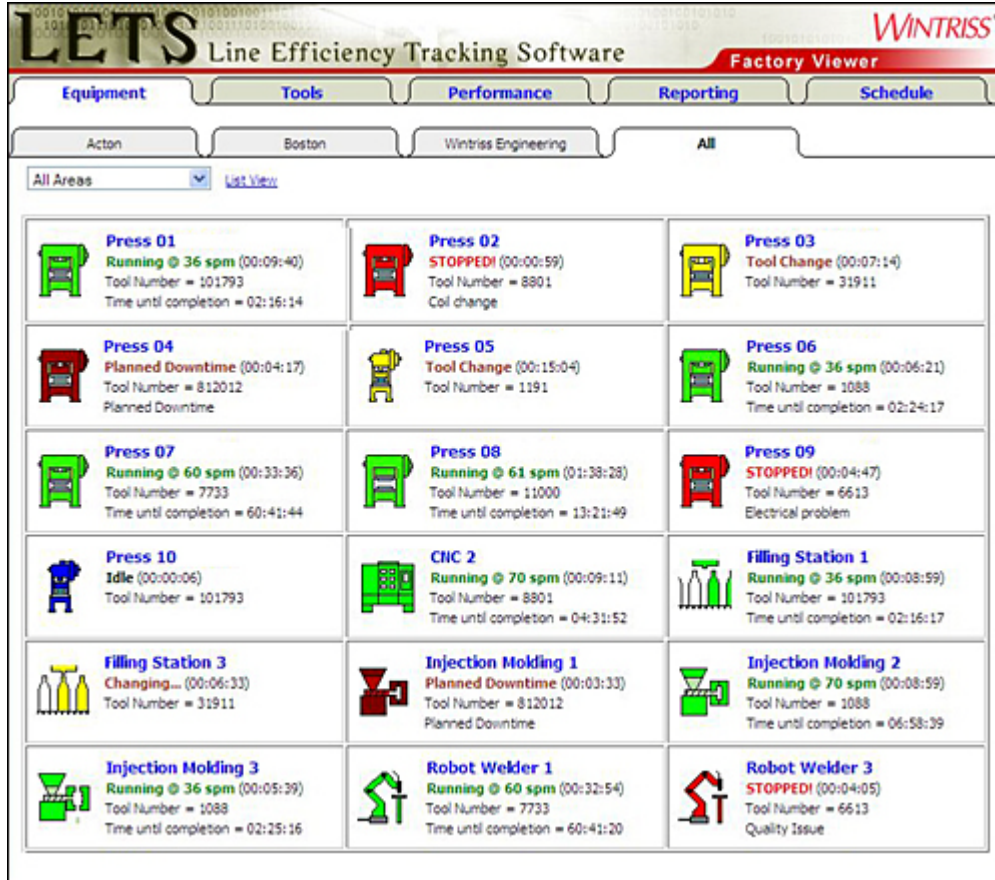 LETS Line Efficiency Tracking Software
WINTRISS
Factory Viewer
Equipment Tools Performance Reporting Schedule
Acton Boston Wintriss Engineering All
All Areas List View
Press 01
Running @ 36 spm (00:09:40)
Tool Number = 101793
Time until completion = 02:16:14
Press 02
STOPPED! (00:00:59)
Tool Number = 8801
Coil change
Press 03
Tool Change (00:07:14)
Tool Number = 31911
Press 04
Planned Downtime (00:04:17)
Tool Number = 812012
Planned Downtime
Press 05
Tool Change (00:15:04)
Tool Number = 1191
Press 06
Running @ 36 spm (00:06:21)
Tool Number = 1088
Time until completion = 02:24:17
Press 07
Running @ 60 spm (00:33:36)
Tool Number = 7733
Time until completion = 60:41:44
Press 08
Running @ 61 spm (01:38:28)
Tool Number = 11000
Time until completion = 13:21:49
Press 09
STOPPED! (00:04:47)
Tool Number = 6613
Electrical problem
Press 10
Idle (00:00:06)
Tool Number = 101793
CNC 2
Running @ 70 spm (00:09:11)
Tool Number = 8801
Time until completion = 04:31:52
Filling Station 1
Running @ 36 spm (00:08:59)
Tool Number = 101793
Time until completion = 02:16:17
Filling Station 3
Changing... (00:06:33)
Tool Number = 31911
Injection Molding 1
Planned Downtime (00:03:33)
Tool Number = 812012
Planned Downtime
Injection Molding 2
Running @ 70 spm (00:08:59)
Tool Number = 1088
Time until completion = 06:58:39
Injection Molding 3
Running @ 36 spm (00:05:39)
Tool Number = 1088
Time until completion = 02:25:16
Robot Welder 1
Running @ 60 spm (00:32:54)
Tool Number = 7733
Time until completion = 60:41:20
Robot Welder 3
STOPPED! (00:04:05)
Tool Number = 6613
Quality Issue